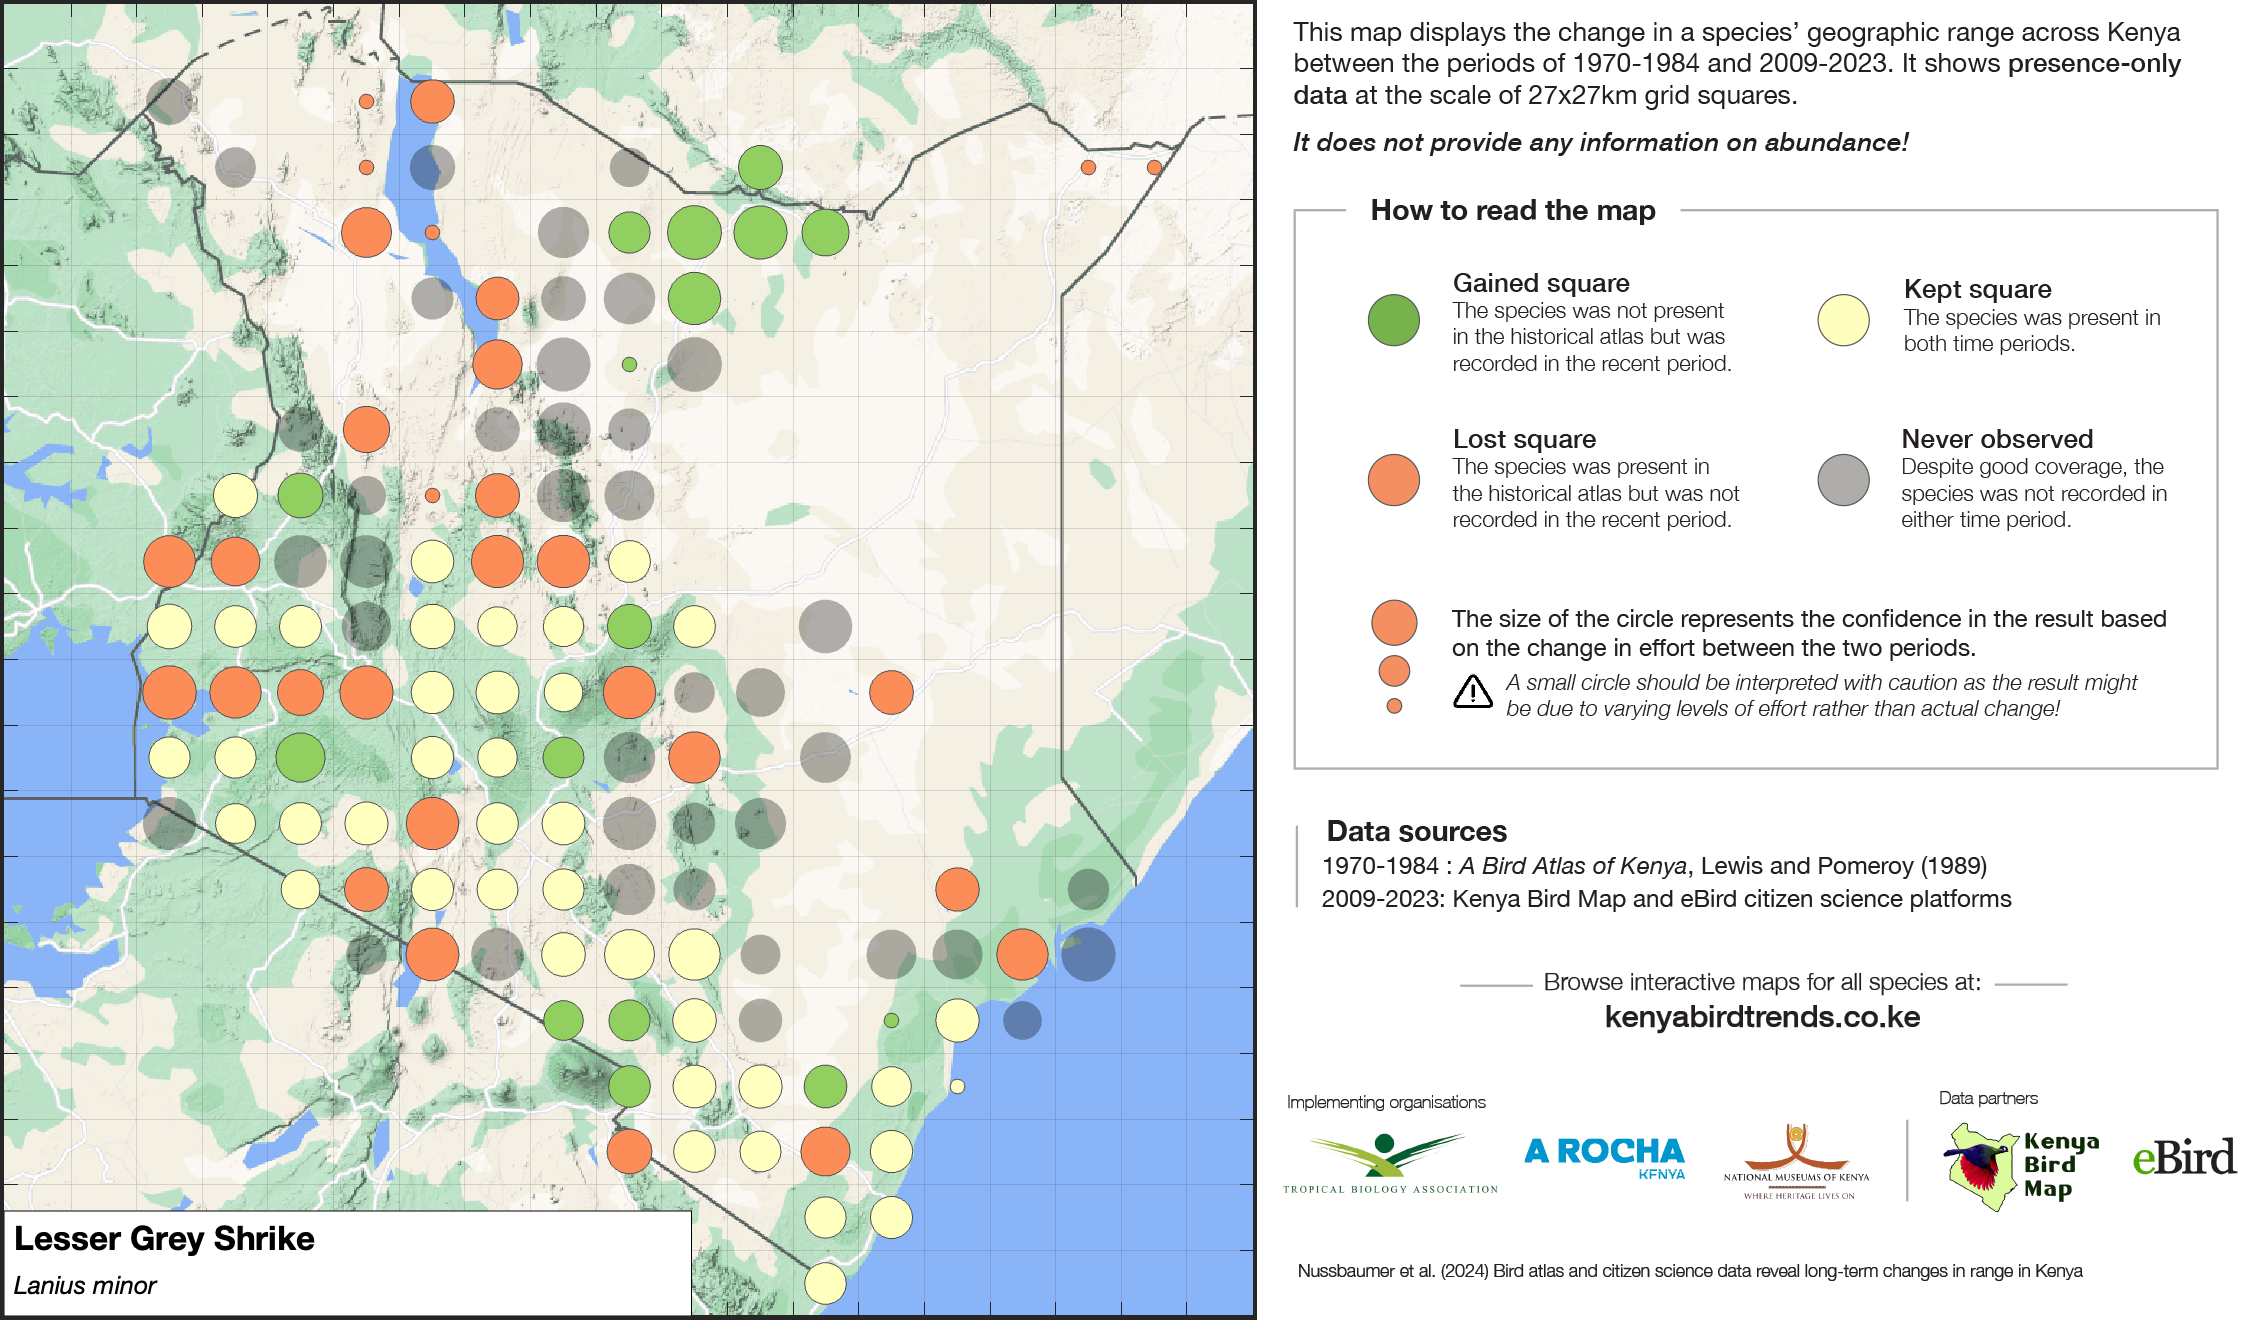 This map displays the change in a species’ geographic range across Kenya
between the periods of 1970-1984 and 2009-2023. It shows presence-only
data at the scale of 27x27km grid squares.
It does not provide any information on abundance!
How to read the map
Gained square
The species was not present
in the historical atlas but was
recorded in the recent period.
Kept square
The species was present in
both time periods.
Lost square
The species was present in
the historical atlas but was not
recorded in the recent period.
Never observed
Despite good coverage, the
species was not recorded in
either time period.
The size of the circle represents the confidence in the result based
on the change in effort between the two periods.
A small circle should be interpreted with caution as the result might
be due to varying levels of effort rather than actual change!
Data sources
1970-1984 : A Bird Atlas of Kenya, Lewis and Pomeroy (1989)
2009-2023: Kenya Bird Map and eBird citizen science platforms
Browse interactive maps for all species at:
kenyabirdtrends.co.ke
Implementing organisations
Data partners
TROPICAL BIOLOGY ASSOCIATION
A ROCHA
KENYA
NATIONAL MUSEUMS OF KENYA
WHERE HERITAGE LIVES ON
Kenya
Bird
Map
eBird
Nussbaumer et al. (2024) Bird atlas and citizen science data reveal long-term changes in range in Kenya
Lesser Grey Shrike
Lanius minor